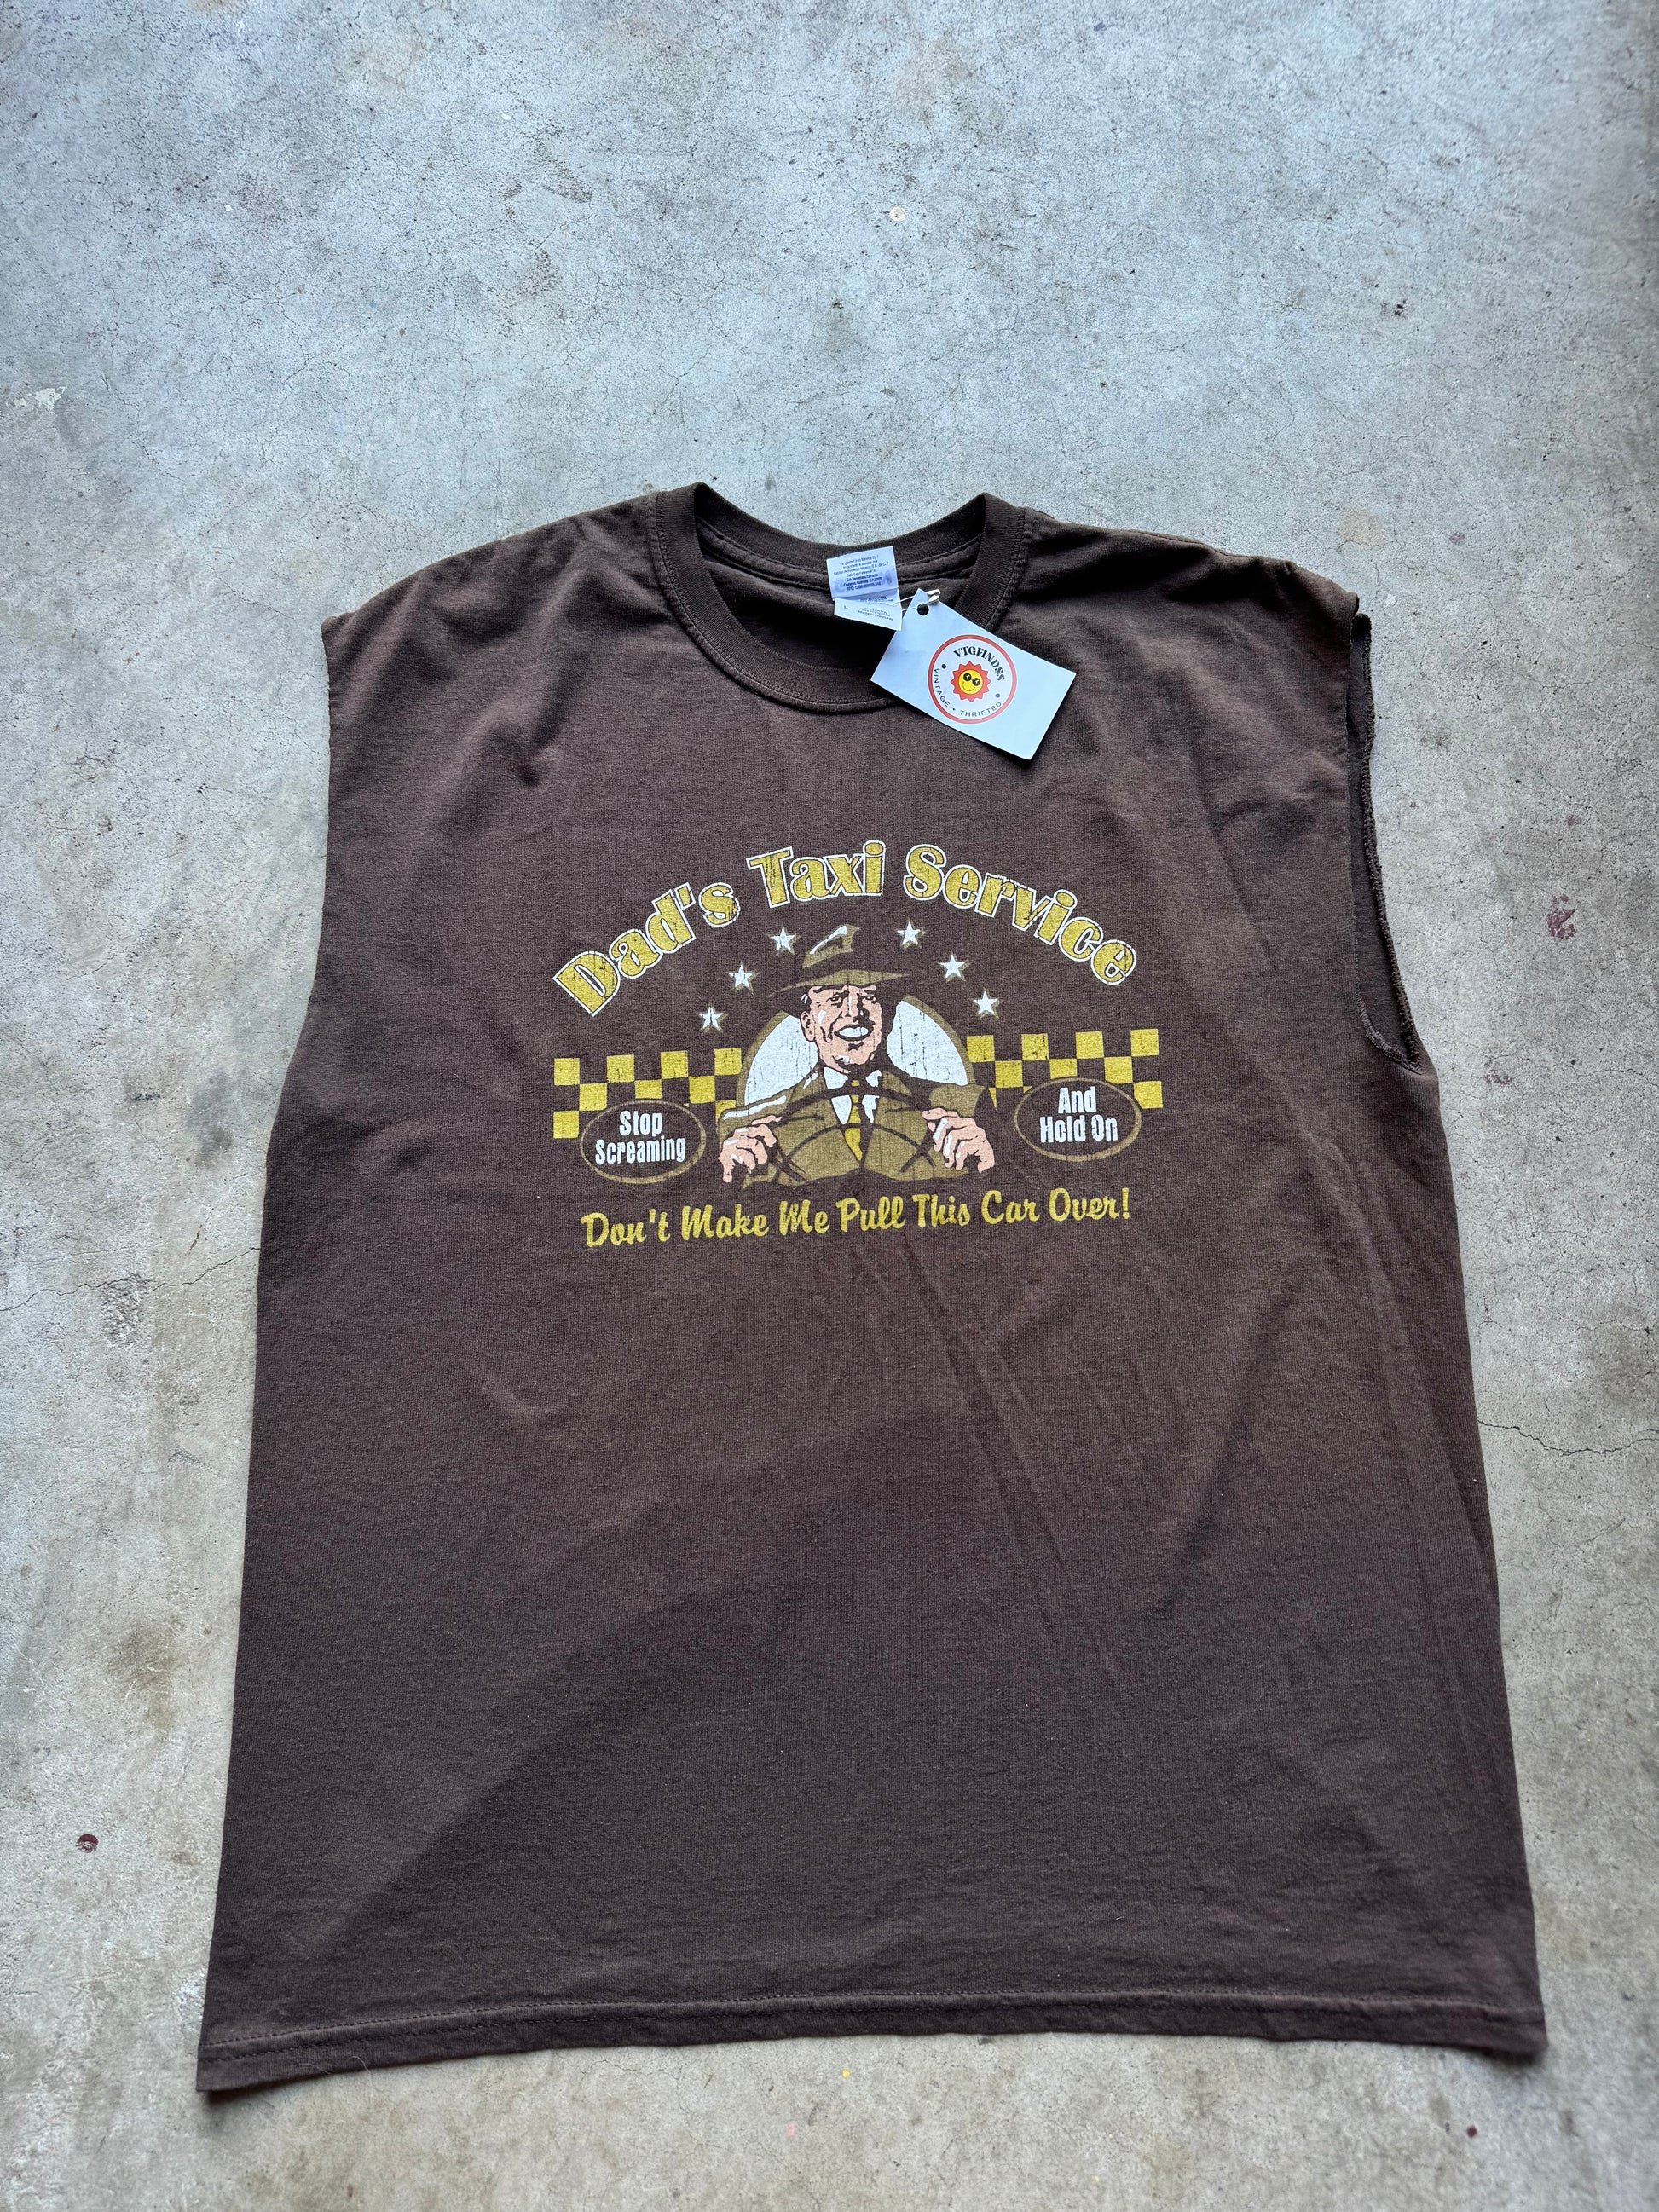 L
VTGFINDSS
VINTAGE • THRIFTED
Dad's Taxi Service
Stop
Screaming
And
Hold On
Don't Make Me Pull This Car Over!